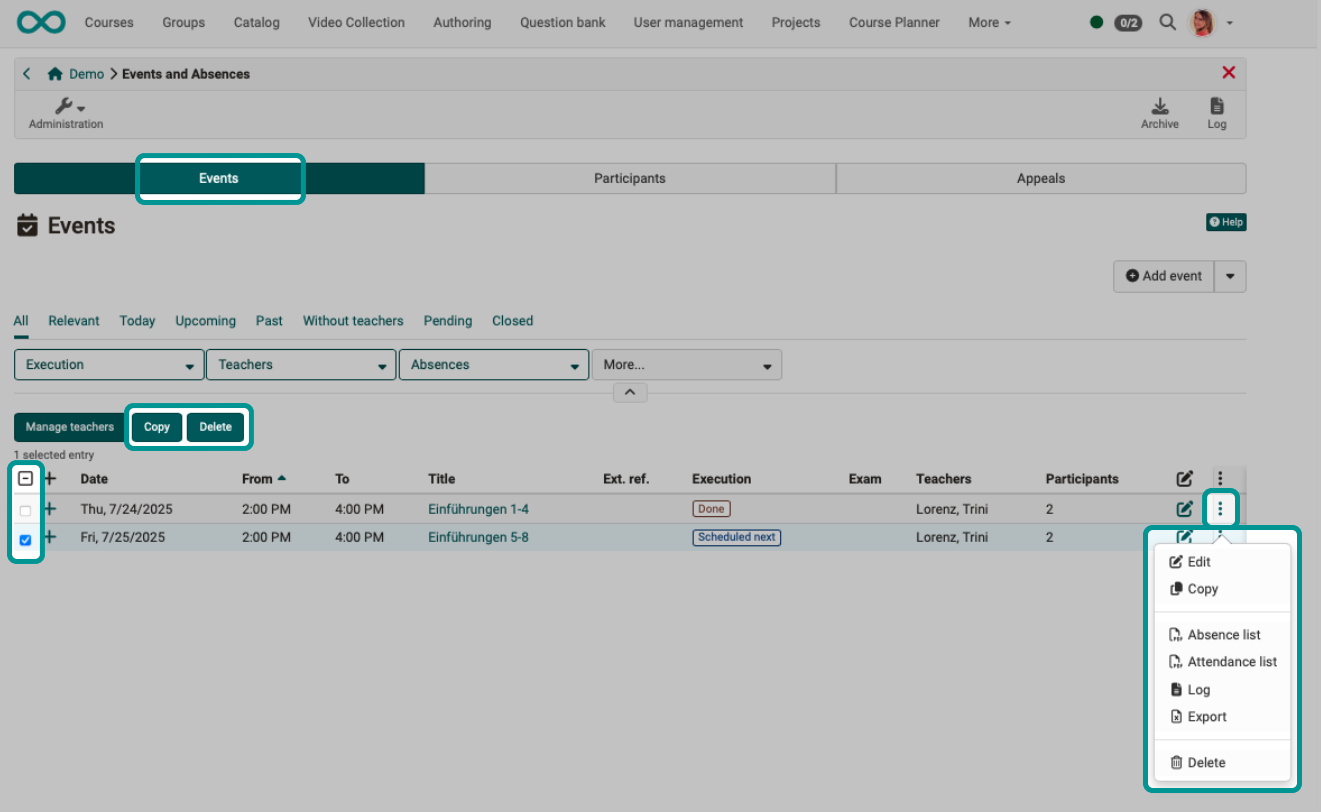 Courses Groups Catalog Video Collection Authoring Question bank User management Projects Course Planner More 0/2
Demo Events and Absences
Administration Archive Log
Events Participants Appeals
Events Help
Add event
All Relevant Today Upcoming Past Without teachers Pending Closed
Execution Teachers Absences More...
Manage teachers Copy Delete
1 selected entry
Date From To Title Ext. ref. Execution Exam Teachers Participants
Thu, 7/24/2025 2:00 PM 4:00 PM Einführungen 1-4 Done Lorenz, Trini 2
Fri, 7/25/2025 2:00 PM 4:00 PM Einführungen 5-8 Scheduled next Lorenz, Trini 2
Edit
Copy
Absence list
Attendance list
Log
Export
Delete